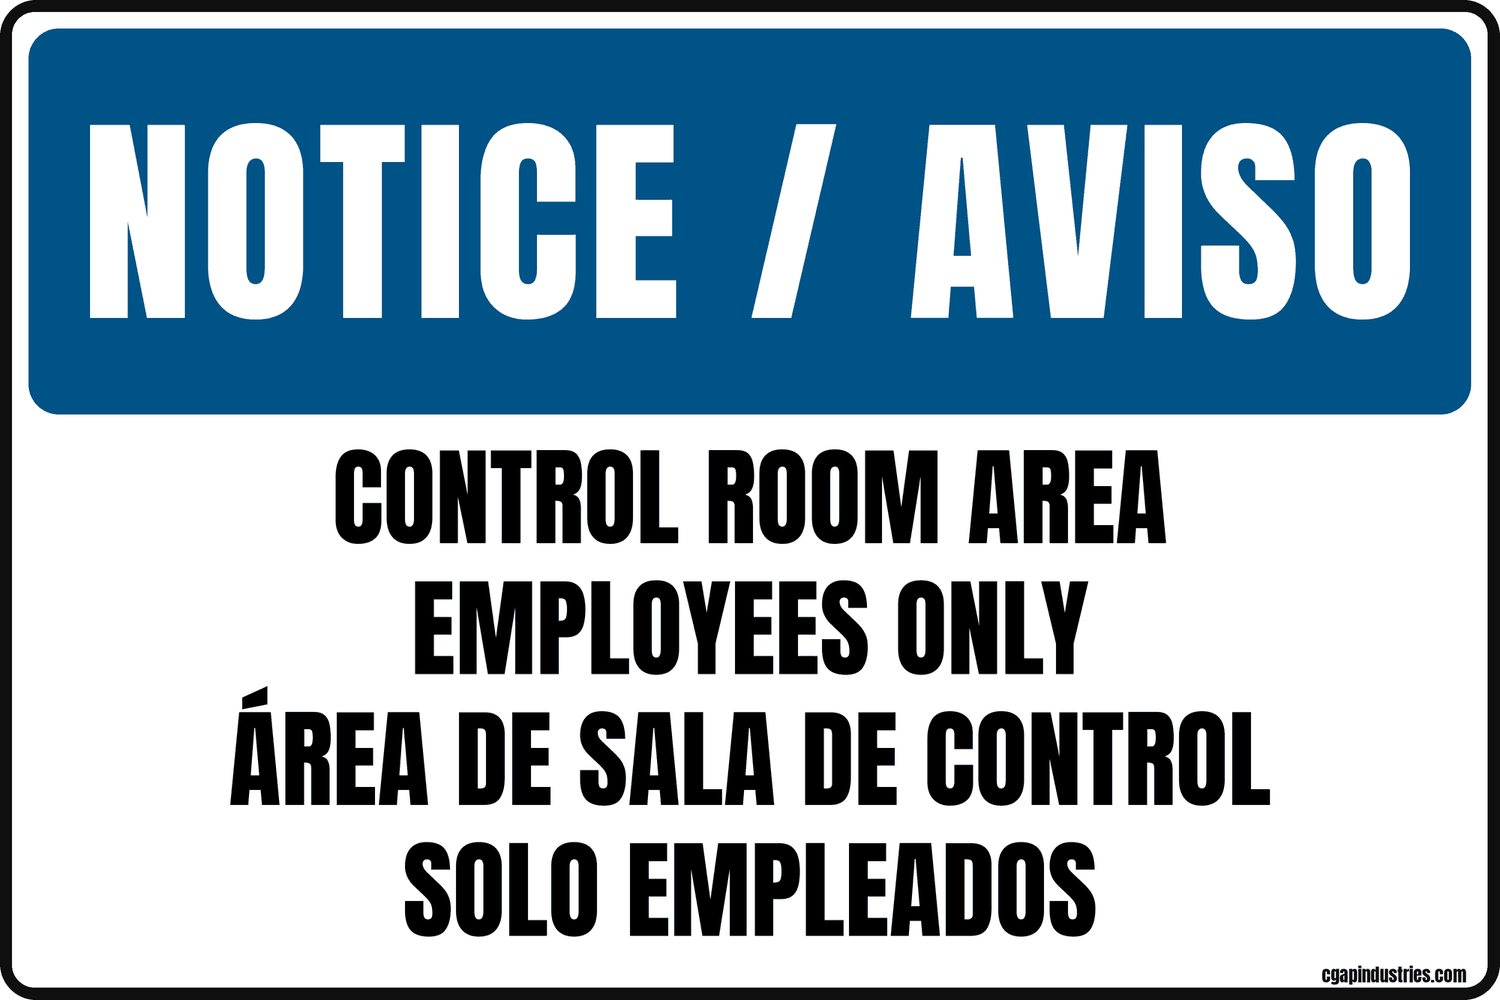 NOTICE / AVISO
CONTROL ROOM AREA
EMPLOYEES ONLY
ÁREA DE SALA DE CONTROL
SOLO EMPLEADOS
cgapindustries.com